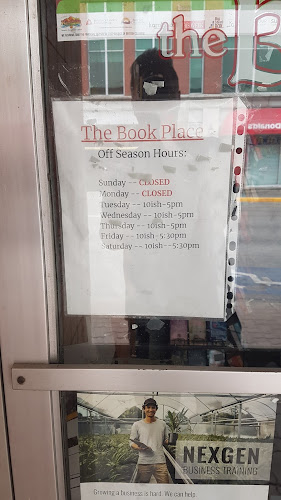 the B
The Book Place
Off Season Hours:
Sunday -- CLOSED
Monday -- CLOSED
Tuesday -- 10ish-5pm
Wednesday -- 10ish-5pm
Thursday -- 10ish-5pm
Friday -- 10ish-5:30pm
Saturday -- 10ish--5:30pm
NEXGEN
BUSINESS TRAINING
Growing a business is hard. We can help.